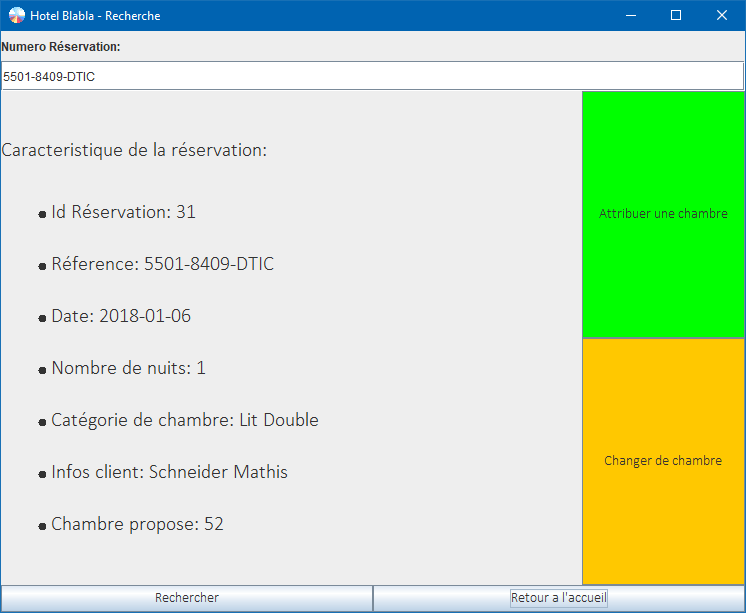 Hotel Blabla - Recherche
Numero Réservation:
5501-8409-DTIC
Caracteristique de la réservation:
Id Réservation: 31
Réference: 5501-8409-DTIC
Date: 2018-01-06
Nombre de nuits: 1
Catégorie de chambre: Lit Double
Infos client: Schneider Mathis
Chambre propose: 52
Attribuer une chambre
Changer de chambre
Rechercher
Retour a l'accueil